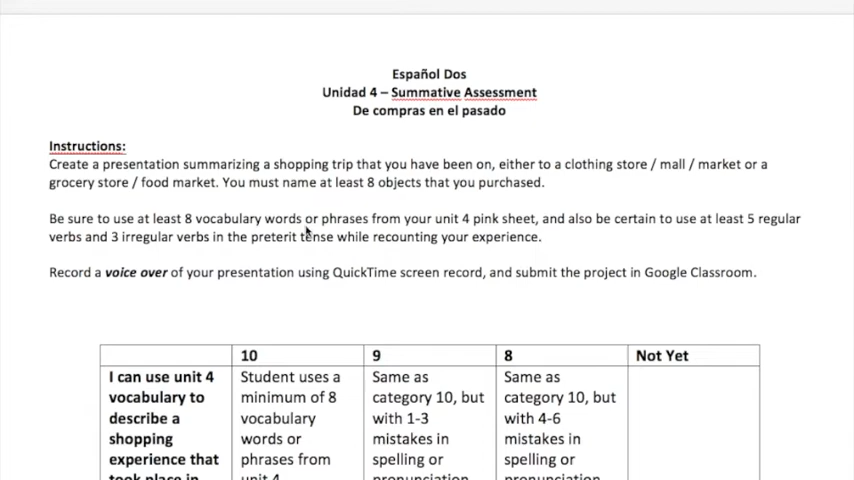 Español Dos
Unidad 4 – Summative Assessment
De compras en el pasado
Instructions:
Create a presentation summarizing a shopping trip that you have been on, either to a clothing store / mall / market or a
grocery store / food market. You must name at least 8 objects that you purchased.
Be sure to use at least 8 vocabulary words or phrases from your unit 4 pink sheet, and also be certain to use at least 5 regular
verbs and 3 irregular verbs in the preterit tense while recounting your experience.
Record a voice over of your presentation using QuickTime screen record, and submit the project in Google Classroom.
10 9 8 Not Yet
I can use unit 4 Student uses a Same as Same as
vocabulary to minimum of 8 category 10, but category 10, but
describe a vocabulary with 1-3 with 4-6
shopping words or mistakes in mistakes in
experience that phrases from spelling or spelling or
took place in unit 4 pronunciation pronunciation